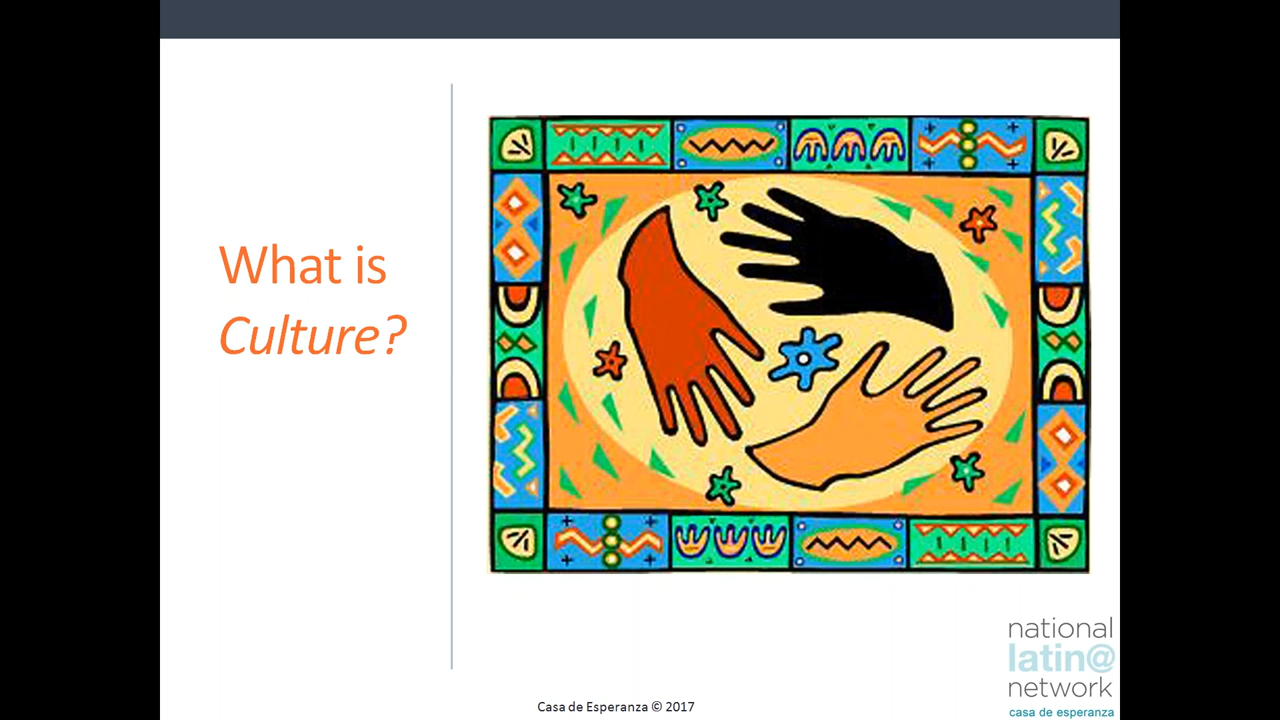 What is
Culture?
national
latin@
network
casa de esperanza
Casa de Esperanza © 2017